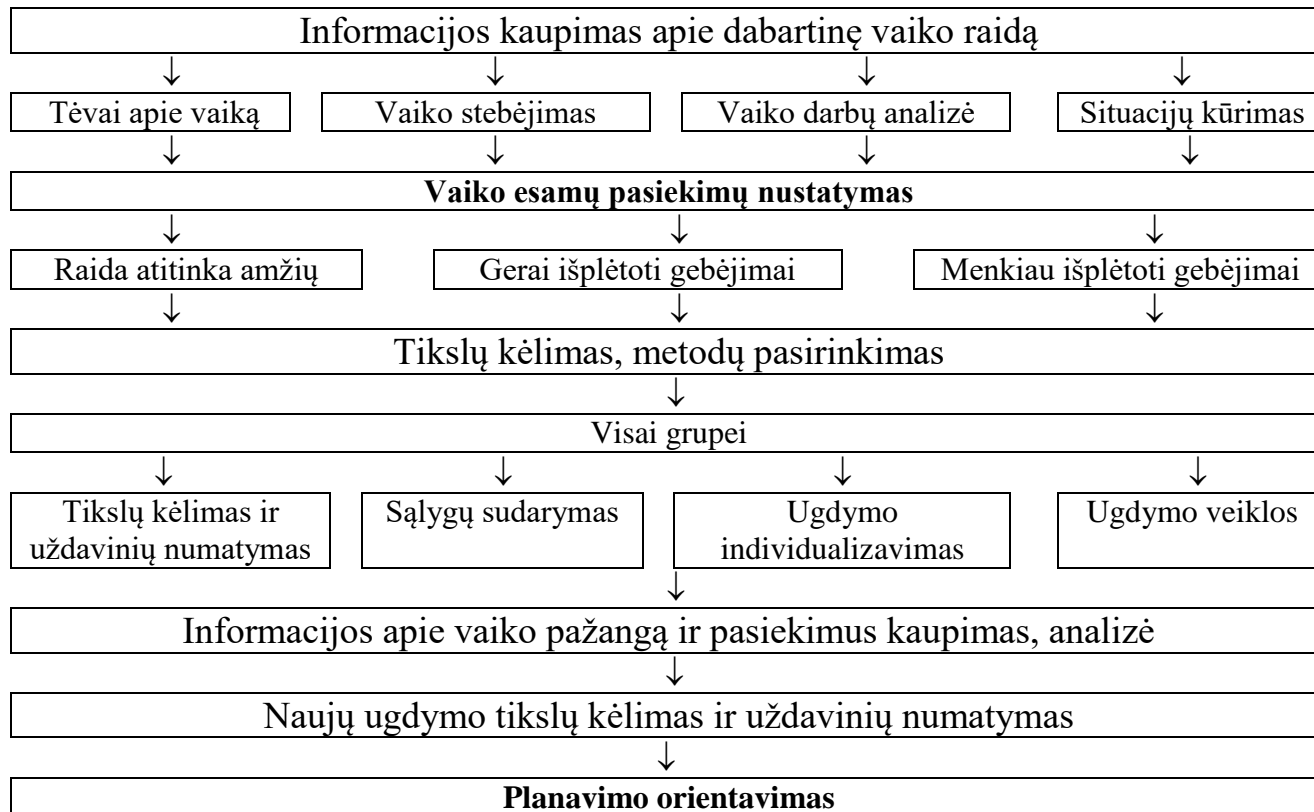 Informacijos kaupimas apie dabartinę vaiko raidą
Tėvai apie vaiką
Vaiko stebėjimas
Vaiko darbų analizė
Situacijų kūrimas
Vaiko esamų pasiekimų nustatymas
Raida atitinka amžių
Gerai išplėtoti gebėjimai
Menkiau išplėtoti gebėjimai
Tikslų kėlimas, metodų pasirinkimas
Visai grupei
Tikslų kėlimas ir
uždavinių numatymas
Sąlygų sudarymas
Ugdymo
individualizavimas
Ugdymo veiklos
Informacijos apie vaiko pažangą ir pasiekimus kaupimas, analizė
Naujų ugdymo tikslų kėlimas ir uždavinių numatymas
Planavimo orientavimas